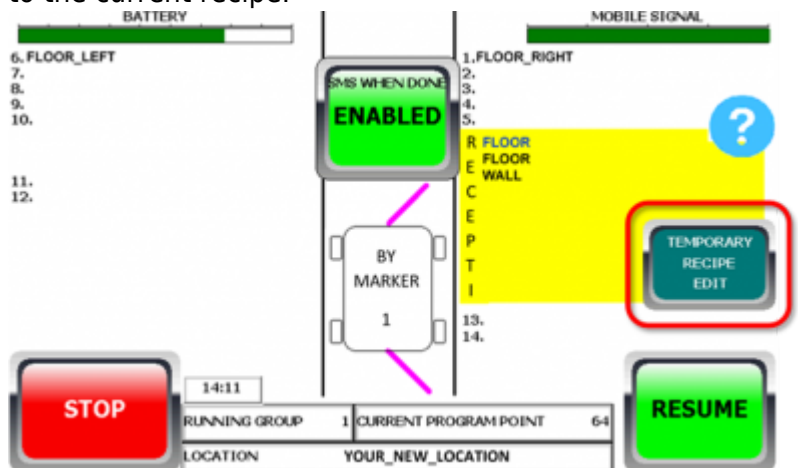 to the current recipe.
BATTERY
MOBILE SIGNAL
6. FLOOR_LEFT
7.
8.
9.
10.
11.
12.
SMS WHEN DONE
ENABLED
1.FLOOR_RIGHT
2.
3.
4.
5.
?
R FLOOR
E FLOOR
WALL
C
E
P
T
I
TEMPORARY
RECIPE
EDIT
BY
MARKER
1
13.
14.
STOP
14:11
RESUME
RUNNING GROUP 1 CURRENT PROGRAM POINT 64
LOCATION YOUR_NEW_LOCATION